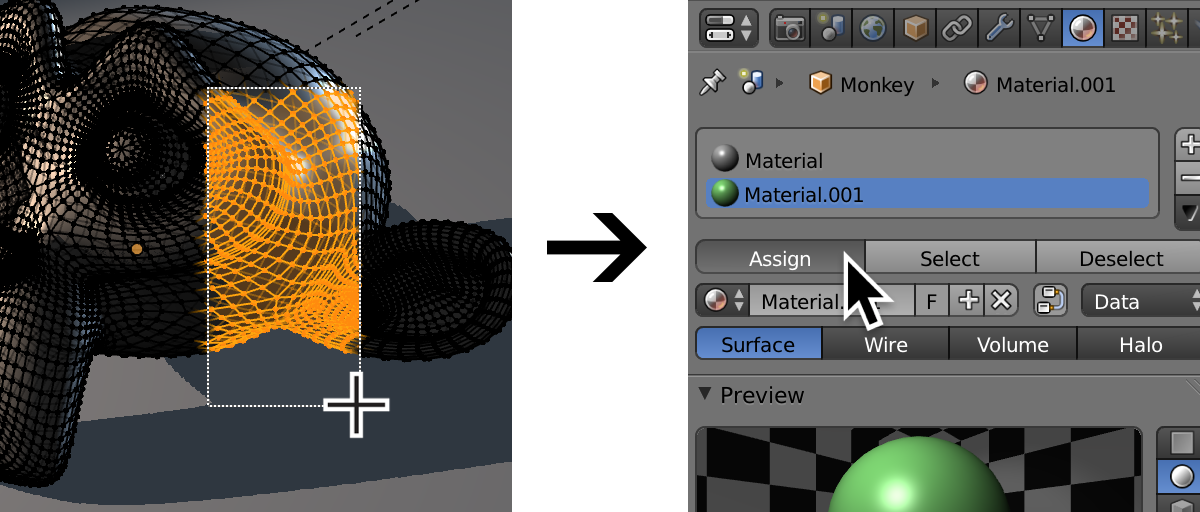 Monkey Material.001
Material
Material.001
Assign Select Deselect
Material. F Data
Surface Wire Volume Halo
Preview